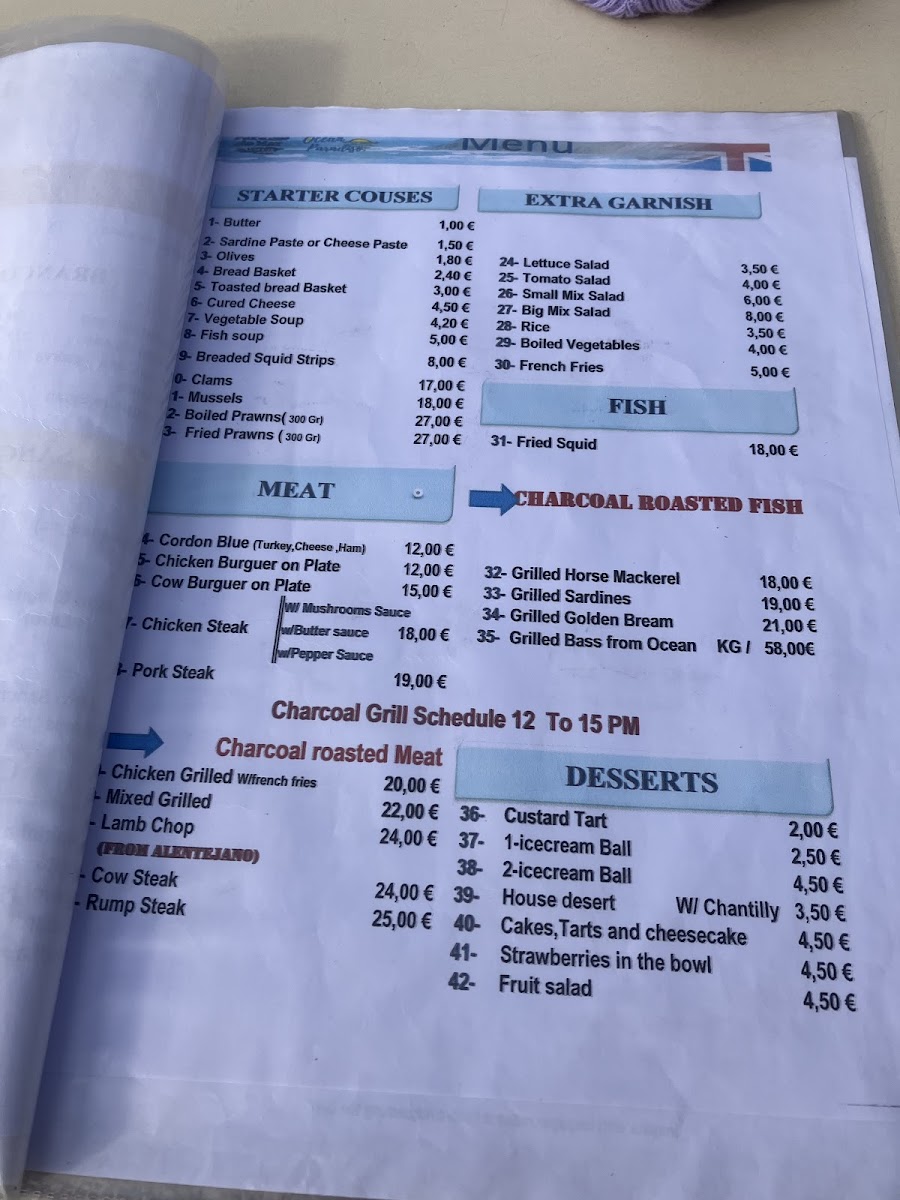 Ocean
Paradise
Menu
STARTER COUSES
1- Butter 1,00 €
2- Sardine Paste or Cheese Paste 1,50 €
3- Olives 1,80 €
4- Bread Basket 2,40 €
5- Toasted bread Basket 3,00 €
6- Cured Cheese 4,50 €
7- Vegetable Soup 4,20 €
8- Fish soup 5,00 €
9- Breaded Squid Strips 8,00 €
0- Clams 17,00 €
1- Mussels 18,00 €
2- Boiled Prawns( 300 Gr) 27,00 €
3- Fried Prawns ( 300 Gr) 27,00 €
MEAT
4- Cordon Blue (Turkey,Cheese ,Ham) 12,00 €
5- Chicken Burguer on Plate 12,00 €
6- Cow Burguer on Plate 15,00 €
W/ Mushrooms Sauce
7- Chicken Steak w/Butter sauce 18,00 €
w/Pepper Sauce
8- Pork Steak 19,00 €
EXTRA GARNISH
24- Lettuce Salad 3,50 €
25- Tomato Salad 4,00 €
26- Small Mix Salad 6,00 €
27- Big Mix Salad 8,00 €
28- Rice 3,50 €
29- Boiled Vegetables 4,00 €
30- French Fries 5,00 €
FISH
31- Fried Squid 18,00 €
CHARCOAL ROASTED FISH
32- Grilled Horse Mackerel 18,00 €
33- Grilled Sardines 19,00 €
34- Grilled Golden Bream 21,00 €
35- Grilled Bass from Ocean KG / 58,00€
Charcoal Grill Schedule 12 To 15 PM
Charcoal roasted Meat
- Chicken Grilled W/french fries 20,00 €
- Mixed Grilled 22,00 €
- Lamb Chop 24,00 €
(FROM ALENTEJANO)
- Cow Steak 24,00 €
- Rump Steak 25,00 €
DESSERTS
36- Custard Tart 2,00 €
37- 1-icecream Ball 2,50 €
38- 2-icecream Ball 4,50 €
39- House desert W/ Chantilly 3,50 €
40- Cakes,Tarts and cheesecake 4,50 €
41- Strawberries in the bowl 4,50 €
42- Fruit salad 4,50 €